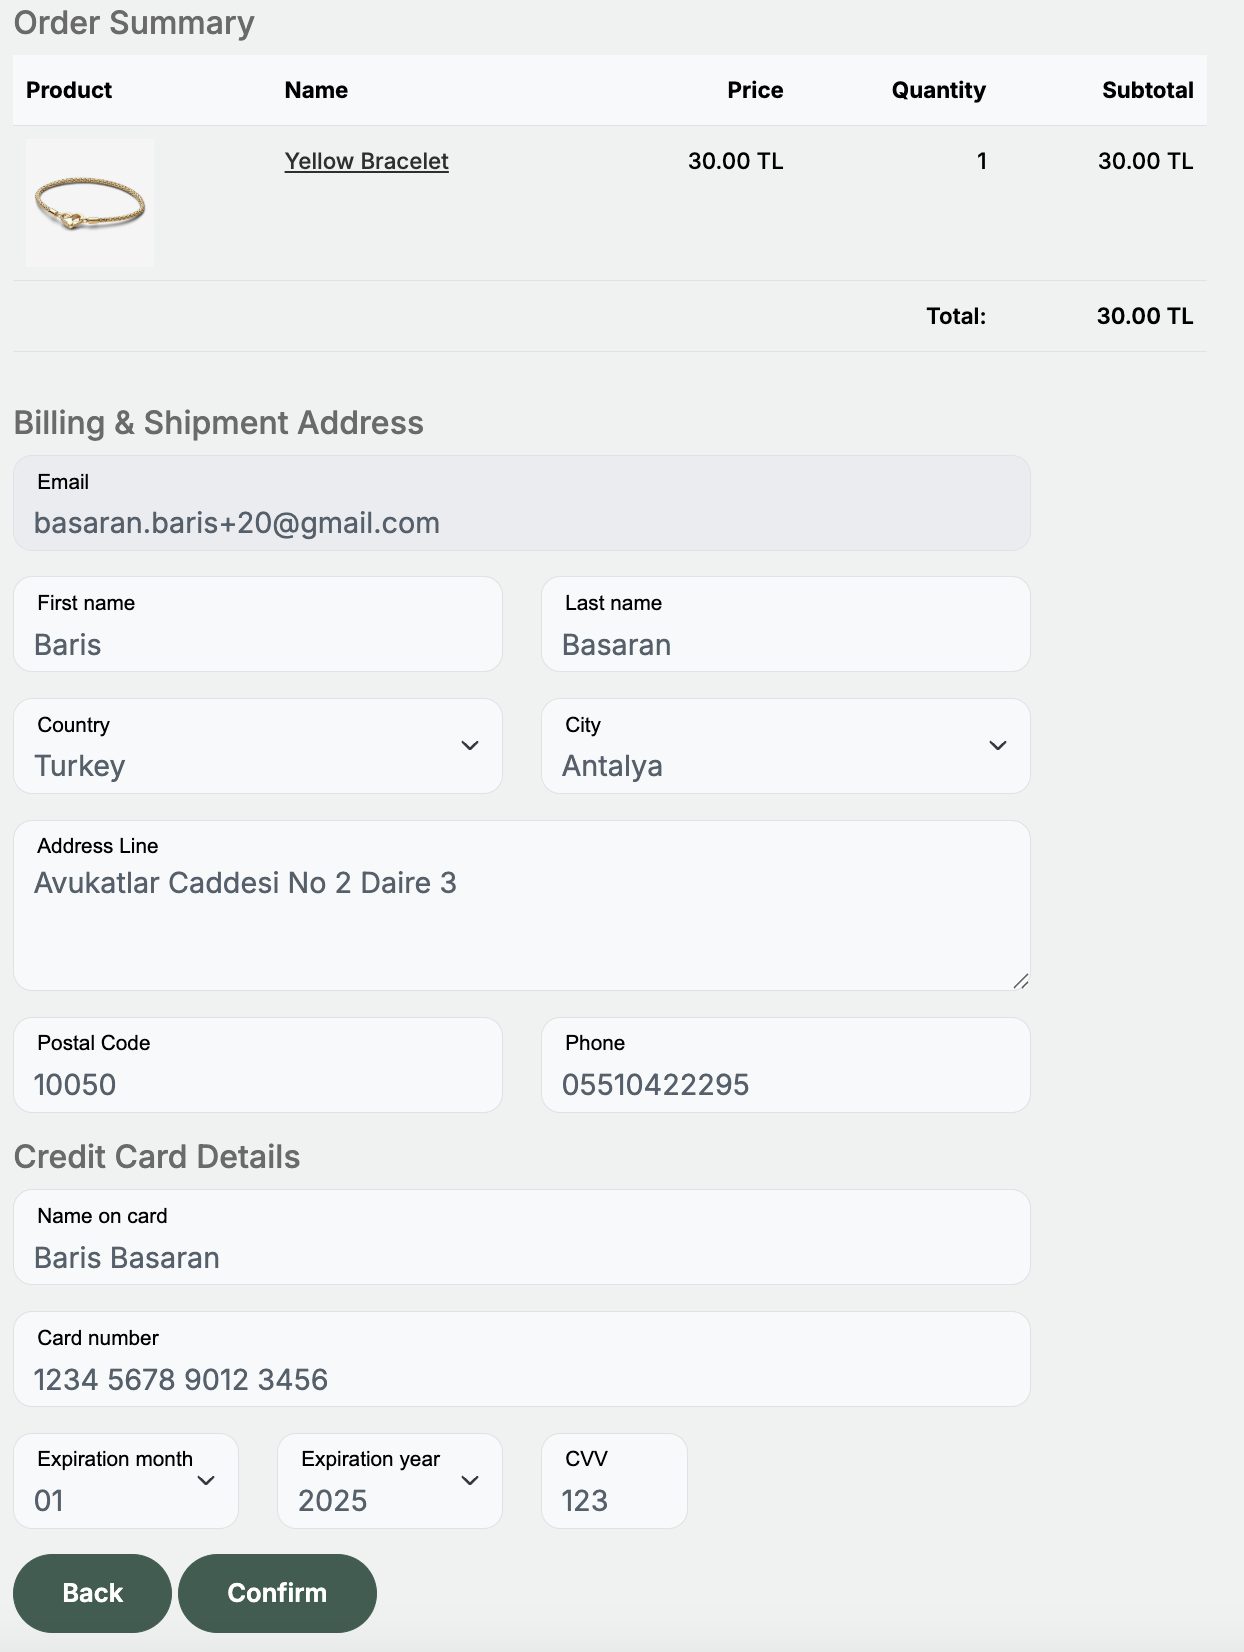 Order Summary
Product Name Price Quantity Subtotal
Yellow Bracelet 30.00 TL 1 30.00 TL
Total: 30.00 TL
Billing & Shipment Address
Email
basaran.baris+20@gmail.com
First name Last name
Baris Basaran
Country City
Turkey Antalya
Address Line
Avukatlar Caddesi No 2 Daire 3
Postal Code Phone
10050 05510422295
Credit Card Details
Name on card
Baris Basaran
Card number
1234 5678 9012 3456
Expiration month Expiration year CVV
01 2025 123
Back Confirm